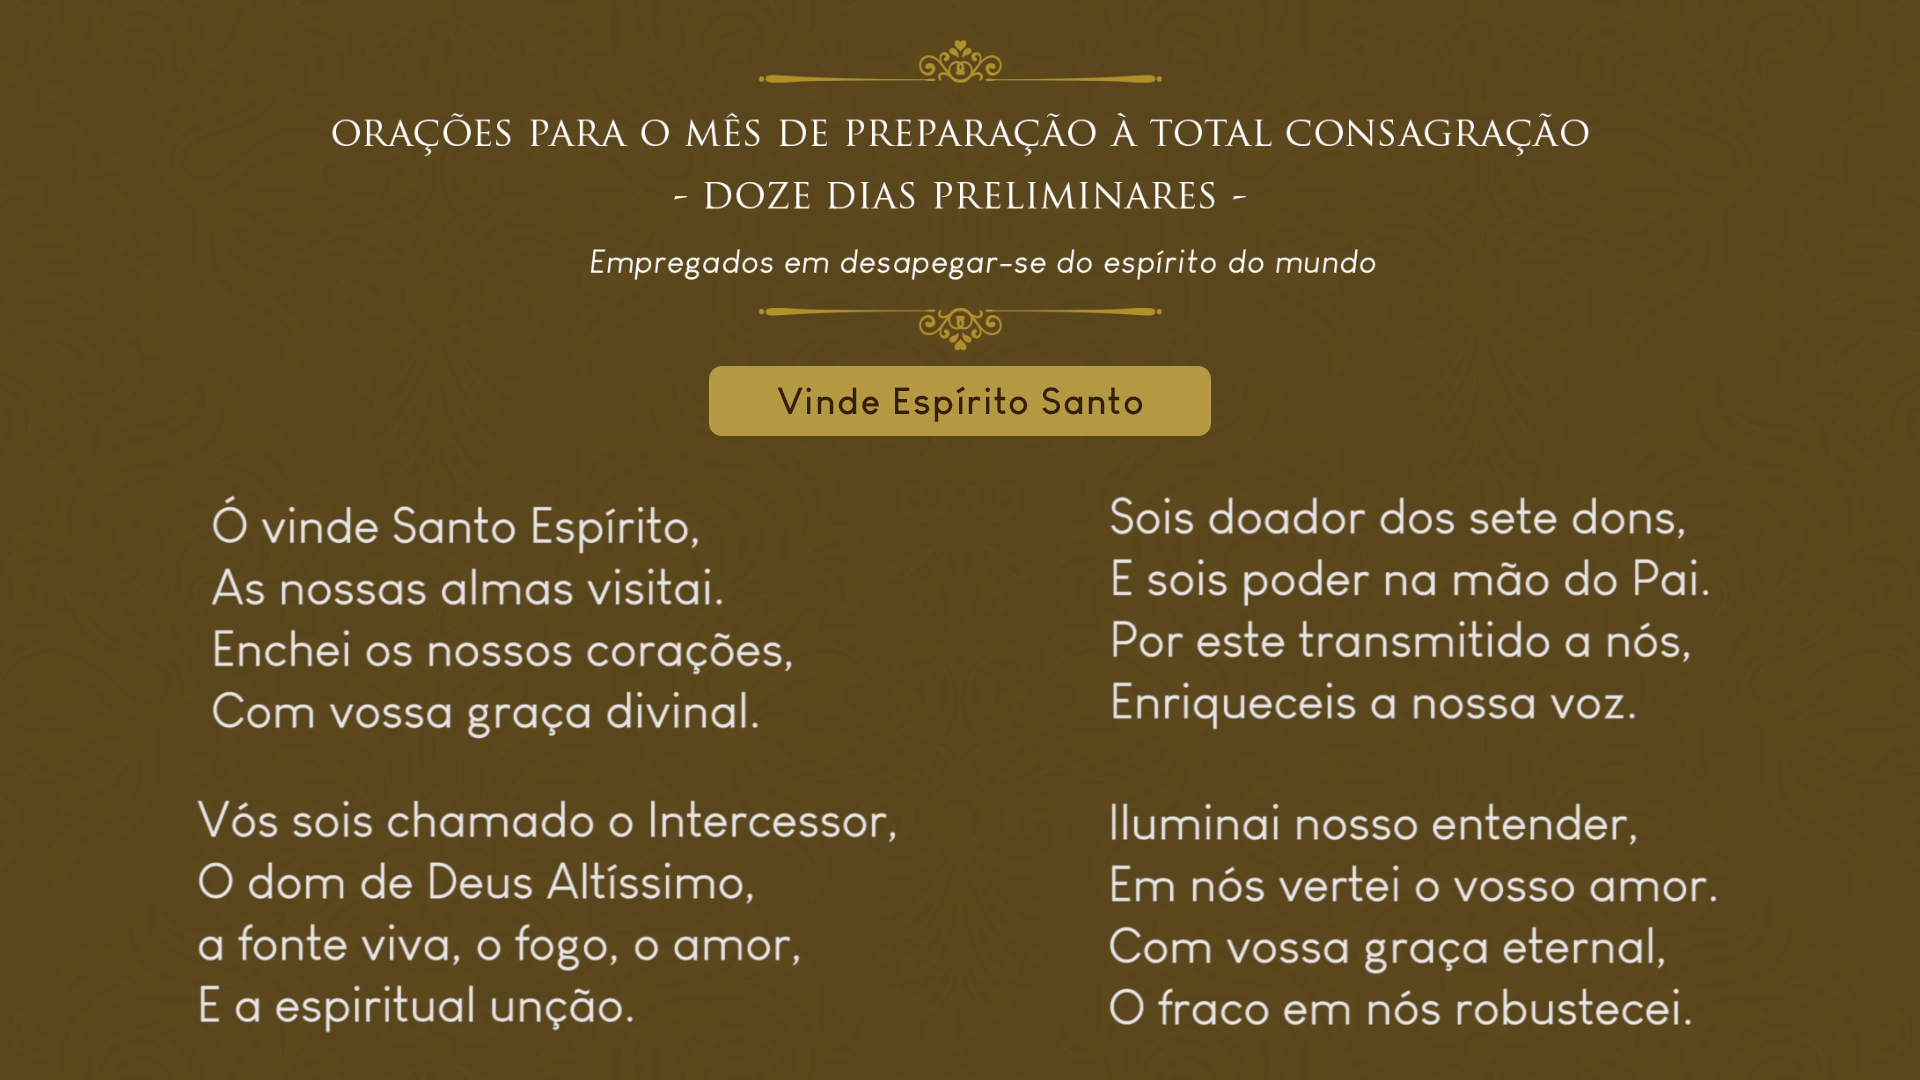 ORAÇÕES PARA O MÊS DE PREPARAÇÃO À TOTAL CONSAGRAÇÃO
- DOZE DIAS PRELIMINARES -
Empregados em desapegar-se do espírito do mundo
Vinde Espírito Santo
Ó vinde Santo Espírito,
As nossas almas visitai.
Enchei os nossos corações,
Com vossa graça divinal.
Vós sois chamado o Intercessor,
O dom de Deus Altíssimo,
a fonte viva, o fogo, o amor,
E a espiritual unção.
Sois doador dos sete dons,
E sois poder na mão do Pai.
Por este transmitido a nós,
Enriqueceis a nossa voz.
Iluminai nosso entender,
Em nós vertei o vosso amor.
Com vossa graça eternal,
O fraco em nós robustecei.